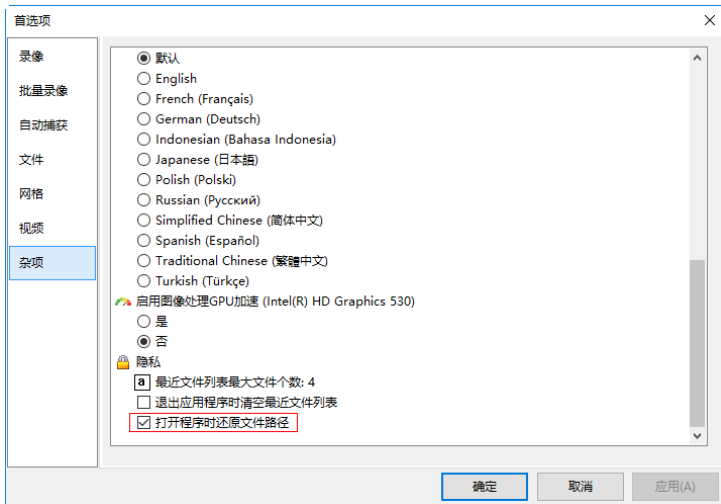 首选项
录像
批量录像
自动捕获
文件
网格
视频
杂项
默认
English
French (Français)
German (Deutsch)
Indonesian (Bahasa Indonesia)
Japanese (日本語)
Polish (Polski)
Russian (Русский)
Simplified Chinese (简体中文)
Spanish (Español)
Traditional Chinese (繁體中文)
Turkish (Türkçe)
启用图像处理GPU加速 (Intel(R) HD Graphics 530)
是
否
隐私
a 最近文件列表最大文件个数: 4
退出应用程序时清空最近文件列表
打开程序时还原文件路径
确定 取消 应用(A)